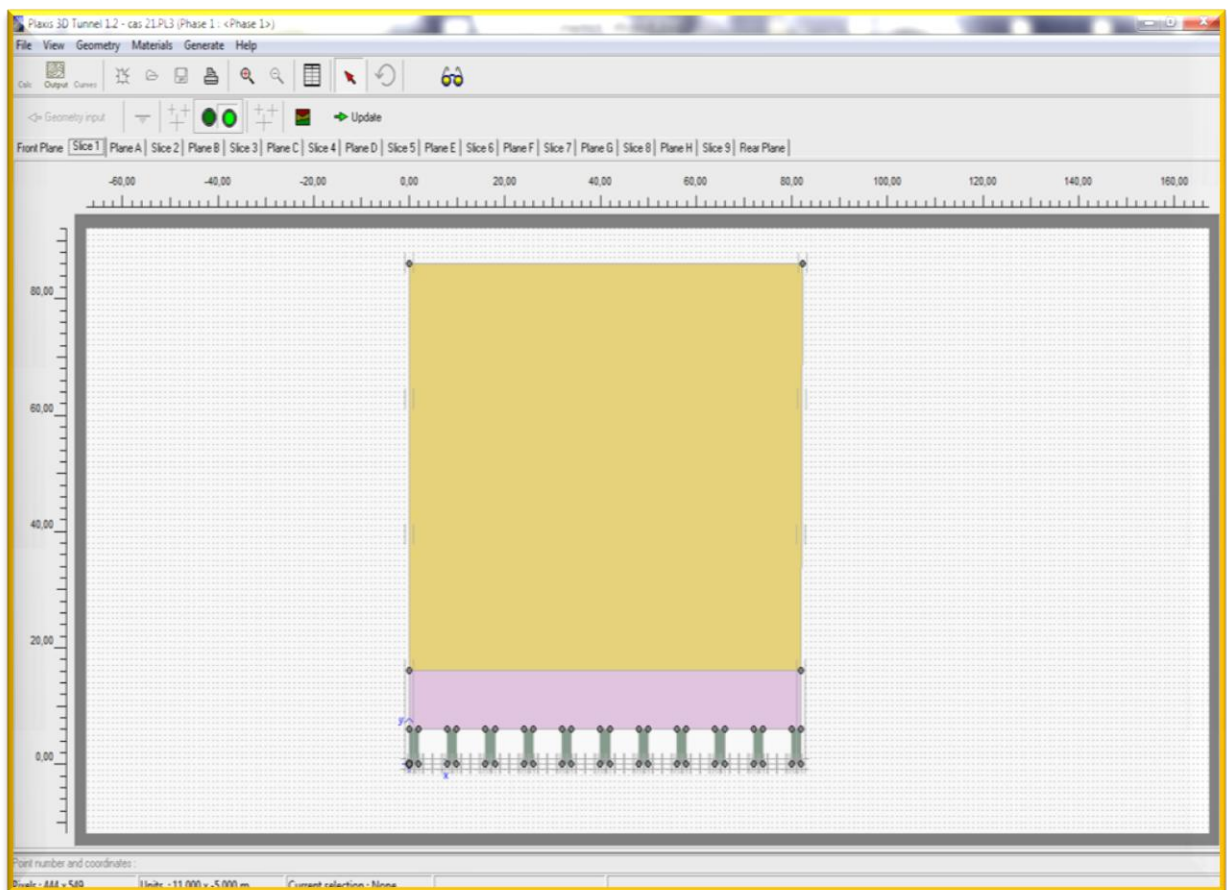 Plaxis 3D Tunnel 1.2 - cas 21.PL3 (Phase 1 : <Phase 1>)
File View Geometry Materials Generate Help
Calc Output Curves
Geometry input Update
Front Plane Slice 1 Plane A Slice 2 Plane B Slice 3 Plane C Slice 4 Plane D Slice 5 Plane E Slice 6 Plane F Slice 7 Plane G Slice 8 Plane H Slice 9 Rear Plane
-60,00 -40,00 -20,00 0,00 20,00 40,00 60,00 80,00 100,00 120,00 140,00 160,00
80,00
60,00
40,00
20,00
y
0,00
x
Point number and coordinates :
Pixels : 444 x 549 Units : 11,000 x -5,000 m Current selection : None